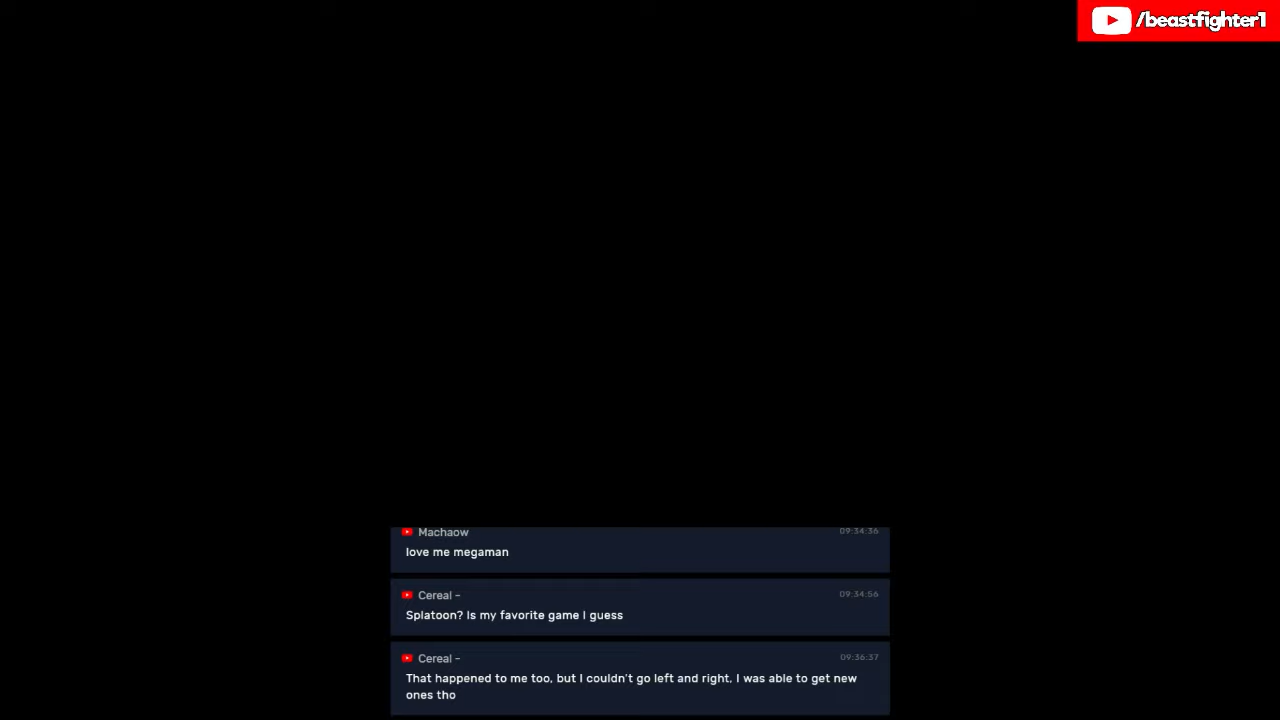 /beastfighter1
Machaow 09:34:36
love me megaman
Cereal – 09:34:56
Splatoon? Is my favorite game I guess
Cereal – 09:36:37
That happened to me too, but I couldn't go left and right, I was able to get new
ones tho